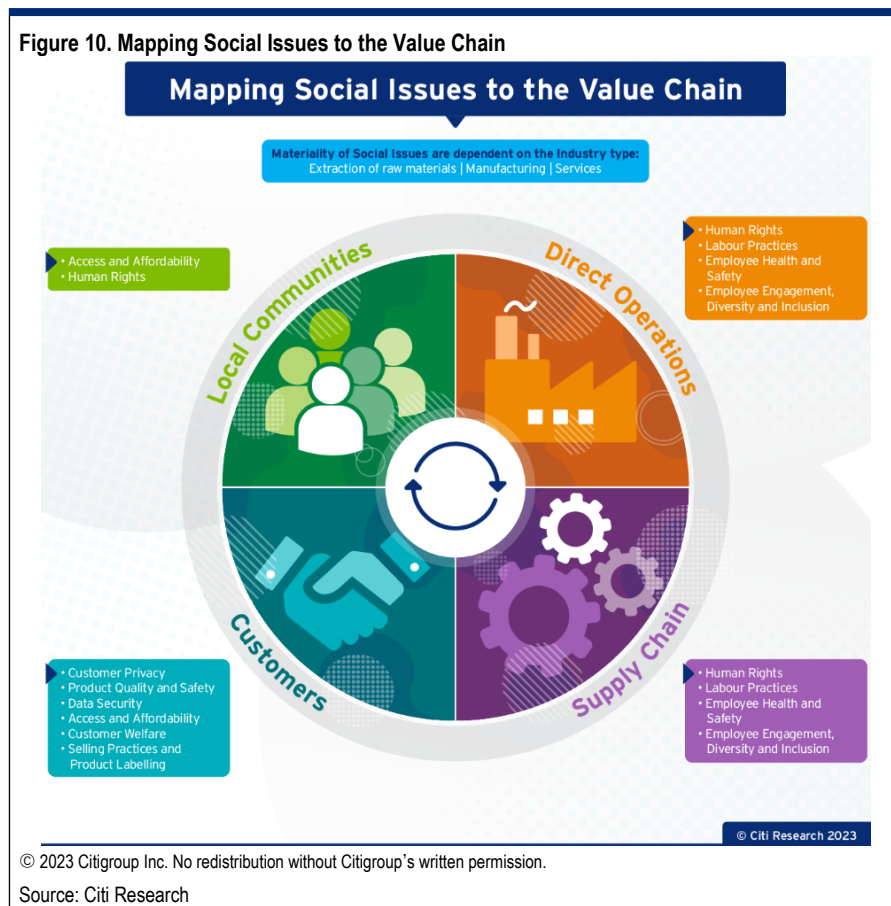 Figure 10. Mapping Social Issues to the Value Chain
Mapping Social Issues to the Value Chain
Materiality of Social Issues are dependent on the Industry type:
Extraction of raw materials | Manufacturing | Services
• Access and Affordability
• Human Rights
Local Communities
Direct Operations
• Human Rights
• Labour Practices
• Employee Health and
Safety
• Employee Engagement,
Diversity and Inclusion
• Customer Privacy
• Product Quality and Safety
• Data Security
• Access and Affordability
• Customer Welfare
• Selling Practices and
Product Labelling
Customers
Supply Chain
• Human Rights
• Labour Practices
• Employee Health and
Safety
• Employee Engagement,
Diversity and Inclusion
© Citi Research 2023
© 2023 Citigroup Inc. No redistribution without Citigroup's written permission.
Source: Citi Research